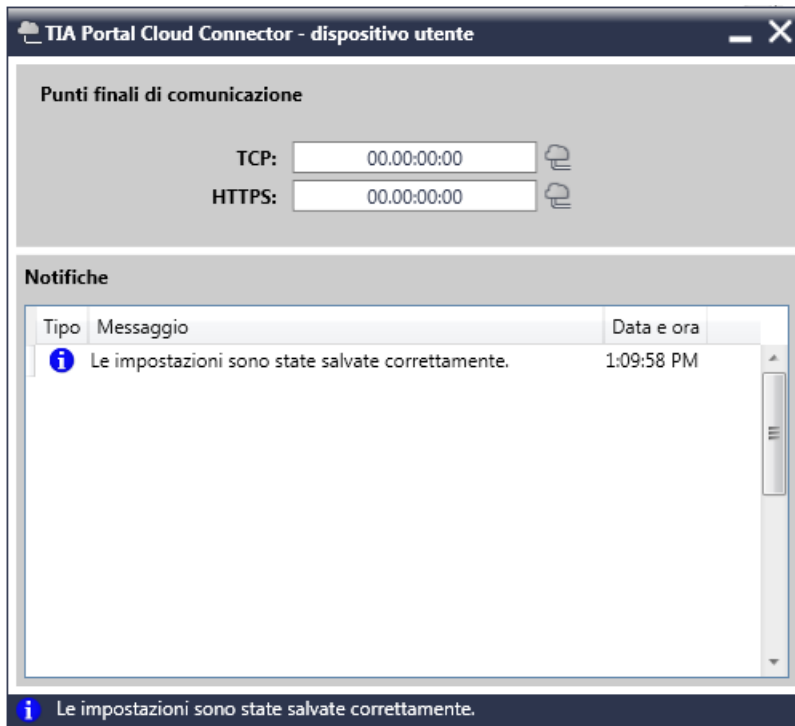 TIA Portal Cloud Connector - dispositivo utente
Punti finali di comunicazione
TCP: 00.00:00:00
HTTPS: 00.00:00:00
Notifiche
Tipo Messaggio Data e ora
Le impostazioni sono state salvate correttamente. 1:09:58 PM
Le impostazioni sono state salvate correttamente.